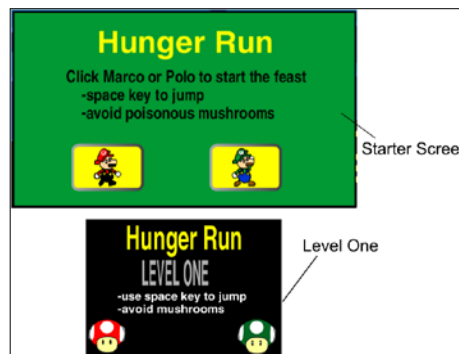 Hunger Run
Click Marco or Polo to start the feast
-space key to jump
-avoid poisonous mushrooms
Starter Scree
Hunger Run
LEVEL ONE
-use space key to jump
-avoid mushrooms
Level One